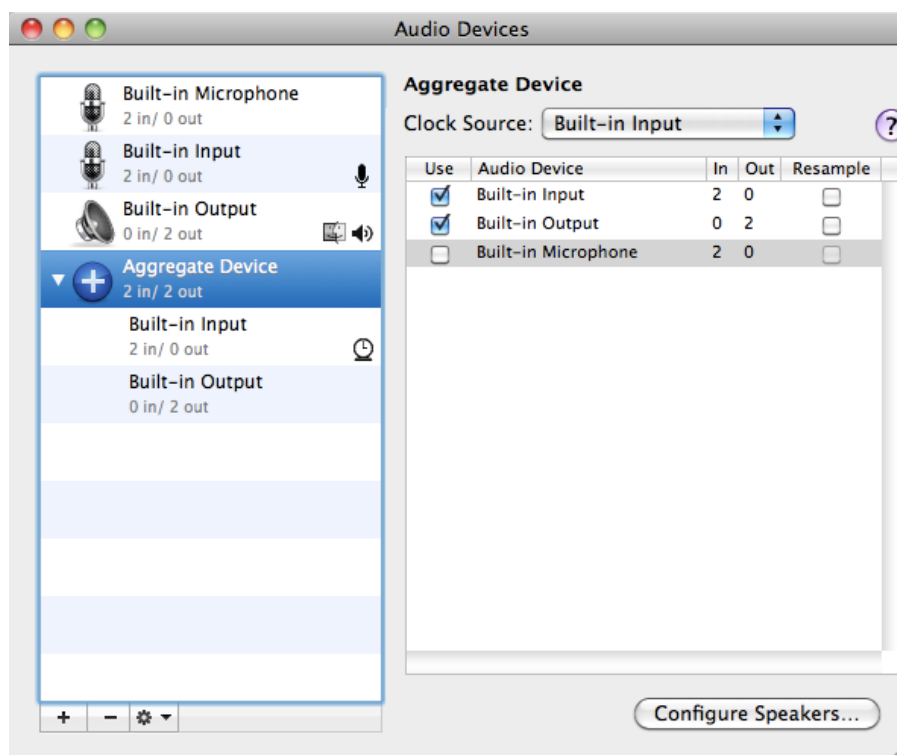 Audio Devices
Built-in Microphone
2 in/ 0 out
Built-in Input
2 in/ 0 out
Built-in Output
0 in/ 2 out
Aggregate Device
2 in/ 2 out
Built-in Input
2 in/ 0 out
Built-in Output
0 in/ 2 out
Aggregate Device
Clock Source: Built-in Input
?
Use Audio Device In Out Resample
Built-in Input 2 0
Built-in Output 0 2
Built-in Microphone 2 0
Configure Speakers...